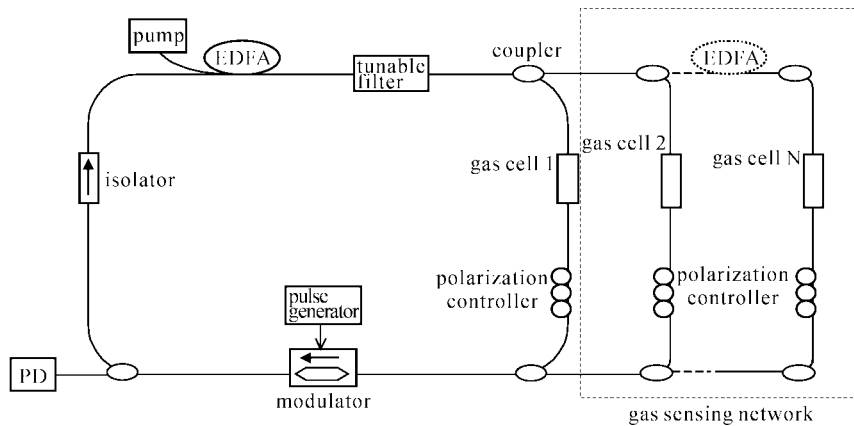 pump
EDFA
tunable
filter
coupler
EDFA
isolator
gas cell 1
gas cell 2
gas cell N
polarization
controller
polarization
controller
pulse
generator
PD
modulator
gas sensing network